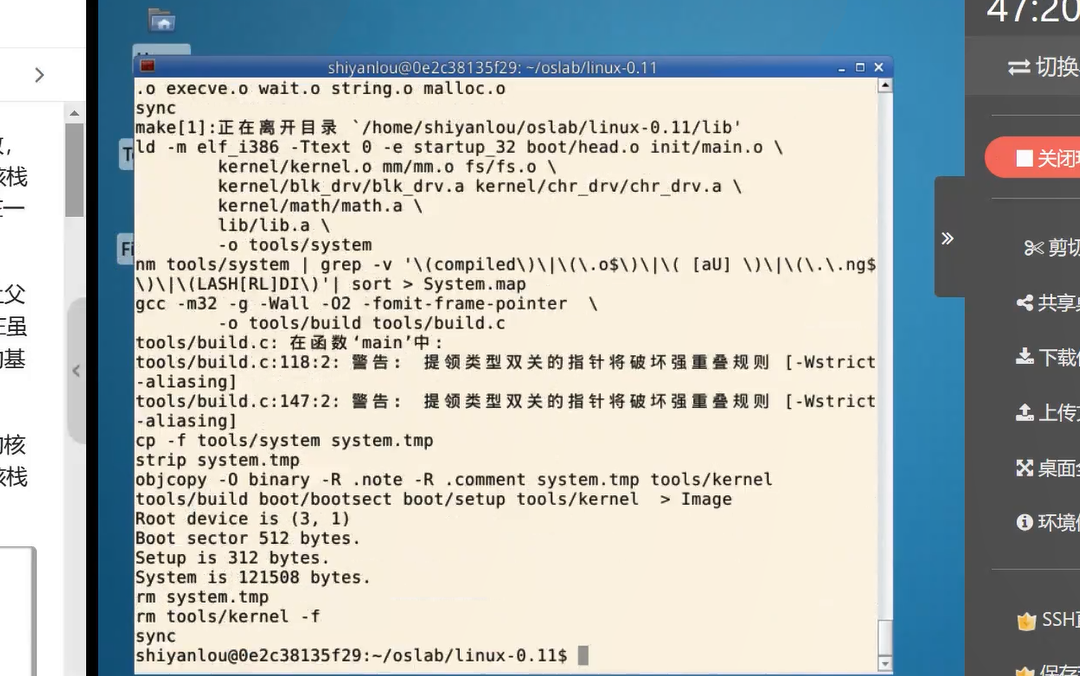 47:20
shiyanlou@0e2c38135f29: ~/oslab/linux-0.11
.o execve.o wait.o string.o malloc.o
sync
make[1]:正在离开目录 `/home/shiyanlou/oslab/linux-0.11/lib'
ld -m elf_i386 -Ttext 0 -e startup_32 boot/head.o init/main.o \
kernel/kernel.o mm/mm.o fs/fs.o \
kernel/blk_drv/blk_drv.a kernel/chr_drv/chr_drv.a \
kernel/math/math.a \
lib/lib.a \
-o tools/system
nm tools/system | grep -v '\(compiled\)\|\(\.o$\)\|\( [aU] \)\|\(\.\.ng$
\)\|\(LASH[RL]DI\)'| sort > System.map
gcc -m32 -g -Wall -O2 -fomit-frame-pointer  \
-o tools/build tools/build.c
tools/build.c: 在函数‘main’中:
tools/build.c:118:2: 警告： 提领类型双关的指针将破坏强重叠规则 [-Wstrict
-aliasing]
tools/build.c:147:2: 警告： 提领类型双关的指针将破坏强重叠规则 [-Wstrict
-aliasing]
cp -f tools/system system.tmp
strip system.tmp
objcopy -O binary -R .note -R .comment system.tmp tools/kernel
tools/build boot/bootsect boot/setup tools/kernel  > Image
Root device is (3, 1)
Boot sector 512 bytes.
Setup is 312 bytes.
System is 121508 bytes.
rm system.tmp
rm tools/kernel -f
sync
shiyanlou@0e2c38135f29:~/oslab/linux-0.11$
核栈
一
父
虽
的基
的核
核栈
切换
关闭
剪切
共享
下载
上传
桌面
环境
SSH
保存